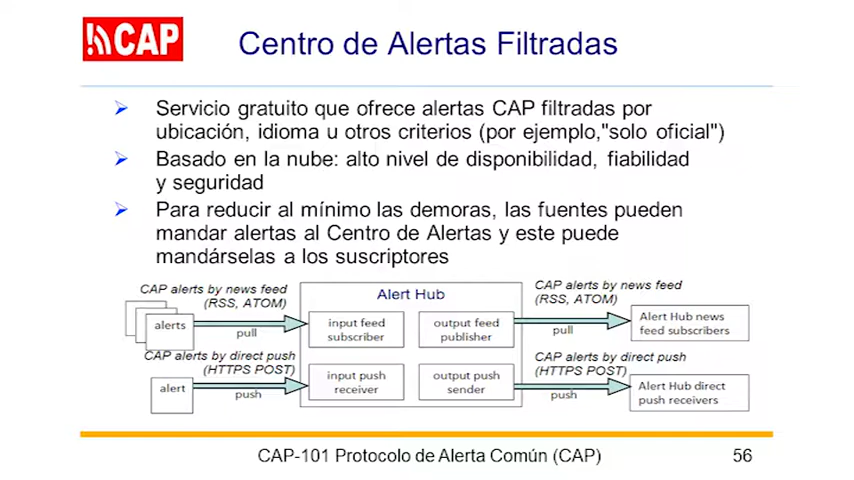 CAP
Centro de Alertas Filtradas
Servicio gratuito que ofrece alertas CAP filtradas por
ubicación, idioma u otros criterios (por ejemplo,"solo oficial")
Basado en la nube: alto nivel de disponibilidad, fiabilidad
y seguridad
Para reducir al mínimo las demoras, las fuentes pueden
mandar alertas al Centro de Alertas y este puede
mandárselas a los suscriptores
CAP alerts by news feed
(RSS, ATOM)
alerts
pull
CAP alerts by direct push
(HTTPS POST)
alert
push
Alert Hub
input feed
subscriber
output feed
publisher
input push
receiver
output push
sender
CAP alerts by news feed
(RSS, ATOM)
pull
Alert Hub news
feed subscribers
CAP alerts by direct push
(HTTPS POST)
push
Alert Hub direct
push receivers
CAP-101 Protocolo de Alerta Común (CAP)
56